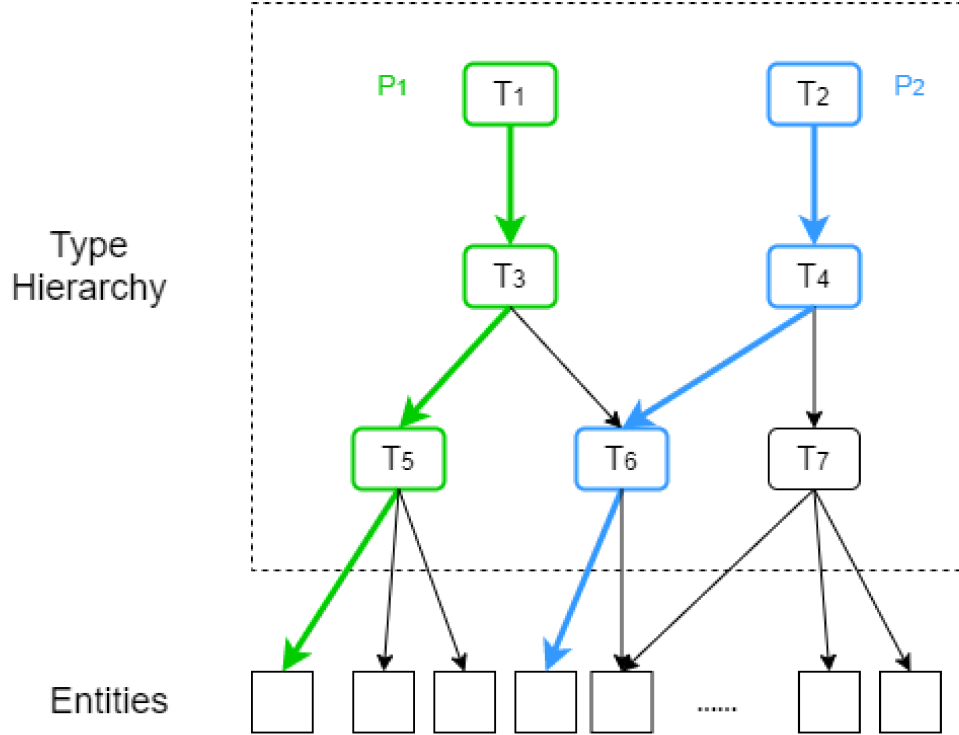 P1
T1
T2
P2
Type
Hierarchy
T3
T4
T5
T6
T7
Entities
......